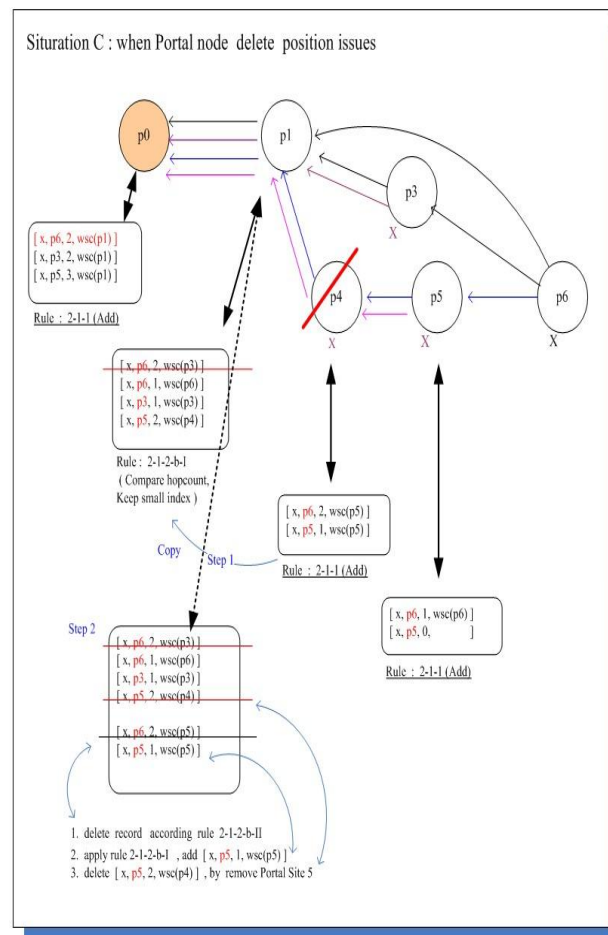 Situration C : when Portal node delete position issues
p0
p1
p3
X
p4
X
p5
X
p6
X
[ x, p6, 2, wsc(p1) ]
[ x, p3, 2, wsc(p1) ]
[ x, p5, 3, wsc(p1) ]
Rule : 2-1-1 (Add)
[ x, p6, 2, wsc(p3) ]
[ x, p6, 1, wsc(p6) ]
[ x, p3, 1, wsc(p3) ]
[ x, p5, 2, wsc(p4) ]
Rule : 2-1-2-b-I
( Compare hopcount,
Keep small index )
Copy
Step 1
[ x, p6, 2, wsc(p5) ]
[ x, p5, 1, wsc(p5) ]
Rule : 2-1-1 (Add)
[ x, p6, 1, wsc(p6) ]
[ x, p5, 0, ]
Rule : 2-1-1 (Add)
Step 2
[ x, p6, 2, wsc(p3) ]
[ x, p6, 1, wsc(p6) ]
[ x, p3, 1, wsc(p3) ]
[ x, p5, 2, wsc(p4) ]
[ x, p6, 2, wsc(p5) ]
[ x, p5, 1, wsc(p5) ]
1. delete record according rule 2-1-2-b-II
2. apply rule 2-1-2-b-I , add [ x, p5, 1, wsc(p5) ]
3. delete [ x, p5, 2, wsc(p4) ] , by remove Portal Site 5